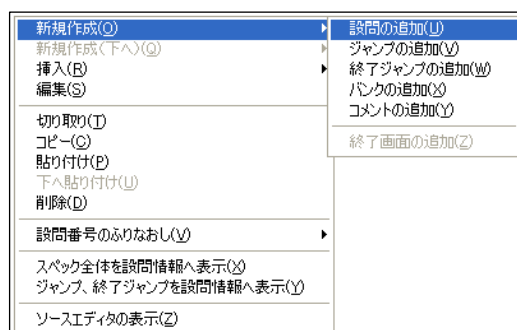 新規作成(O)
新規作成(下へ)(Q)
挿入(R)
編集(S)
切り取り(T)
コピー(C)
貼り付け(P)
下へ貼り付け(U)
削除(D)
設問番号のふりなおし(V)
スペック全体を設問情報へ表示(X)
ジャンプ、終了ジャンプを設問情報へ表示(Y)
ソースエディタの表示(Z)
設問の追加(U)
ジャンプの追加(V)
終了ジャンプの追加(W)
バンクの追加(X)
コメントの追加(Y)
終了画面の追加(Z)